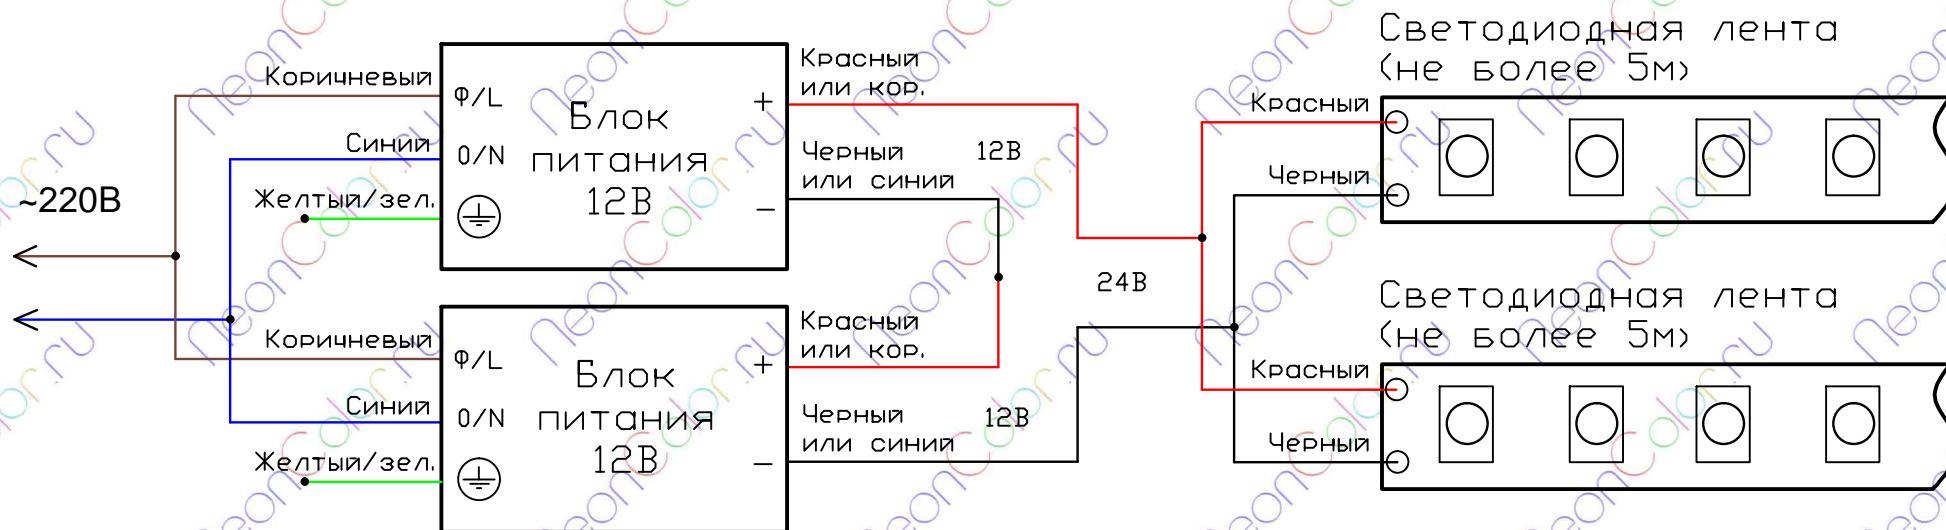 Светодиодная лента
(не более 5м)
Красный
или кор.
Коричневый
Ф/L
+
Блок
питания
12В
Красный
Синий
0/N
Черный
или синий
12В
Черный
~220В
Желтый/зел.
–
24В
Светодиодная лента
(не более 5м)
Красный
или кор.
Коричневый
Ф/L
+
Блок
питания
12В
Красный
Синий
0/N
Черный
или синий
12В
Черный
Желтый/зел.
–
NeonColor.ru